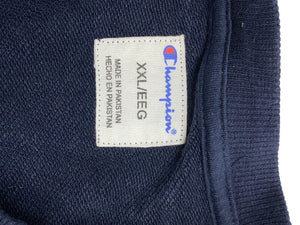 Champion
XXL/EEG
MADE IN PAKISTAN
HECHO EN PAKISTAN